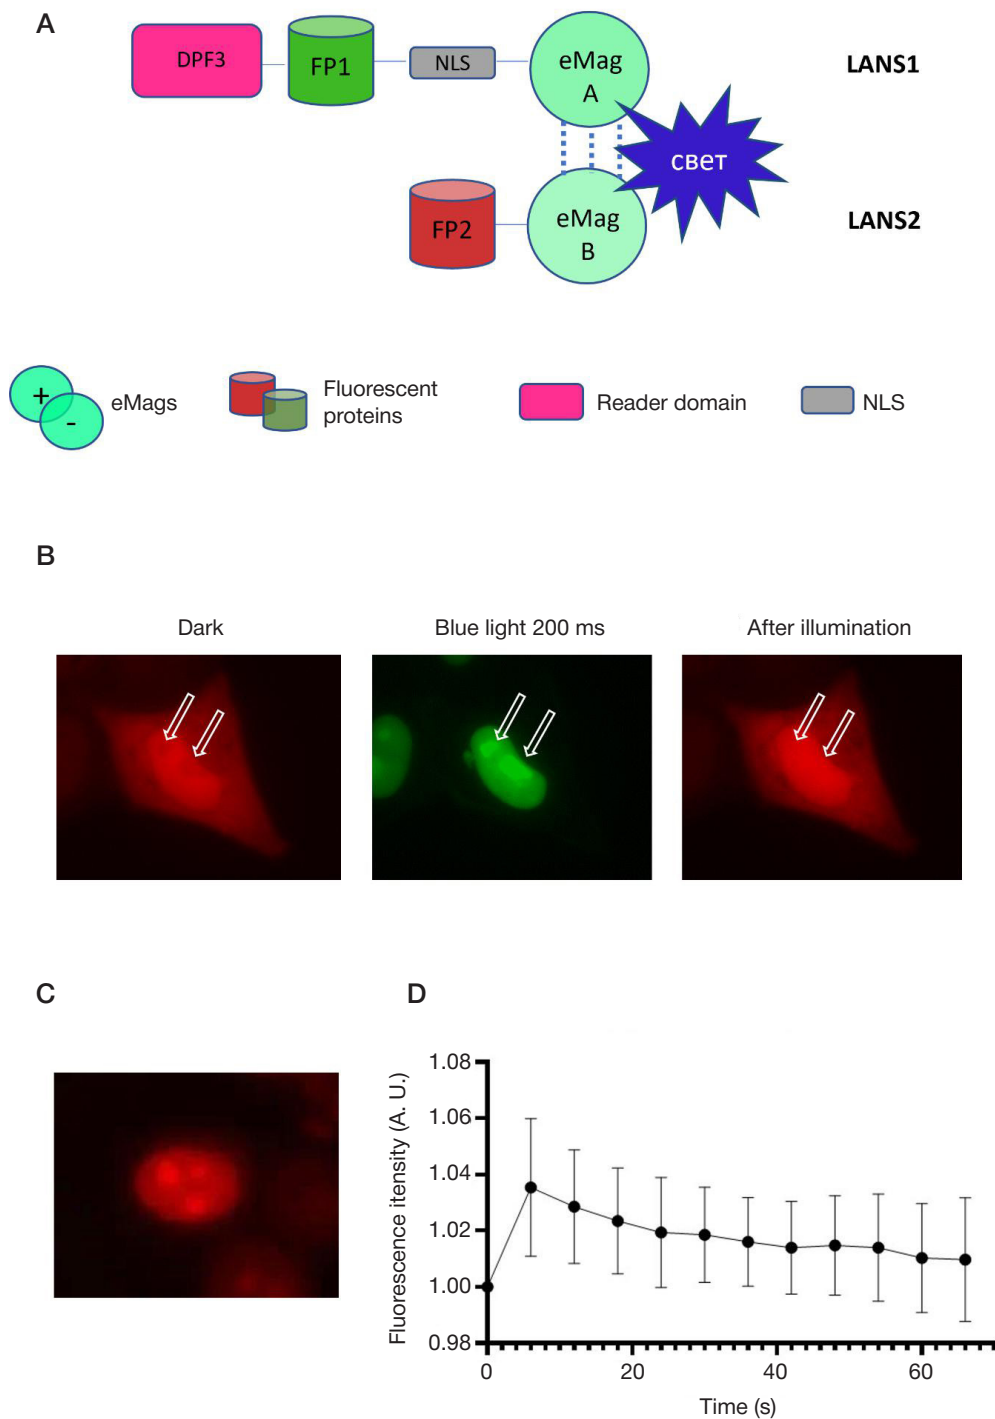 A
DPF3
FP1
NLS
eMag
A
LANS1
свет
FP2
eMag
B
LANS2
+
-
eMags
Fluorescent
proteins
Reader domain
NLS
B
Dark
Blue light 200 ms
After illumination
C
D
Fluorescence itensity (A. U.)
1.08
1.06
1.04
1.02
1.00
0.98
0
20
40
60
Time (s)